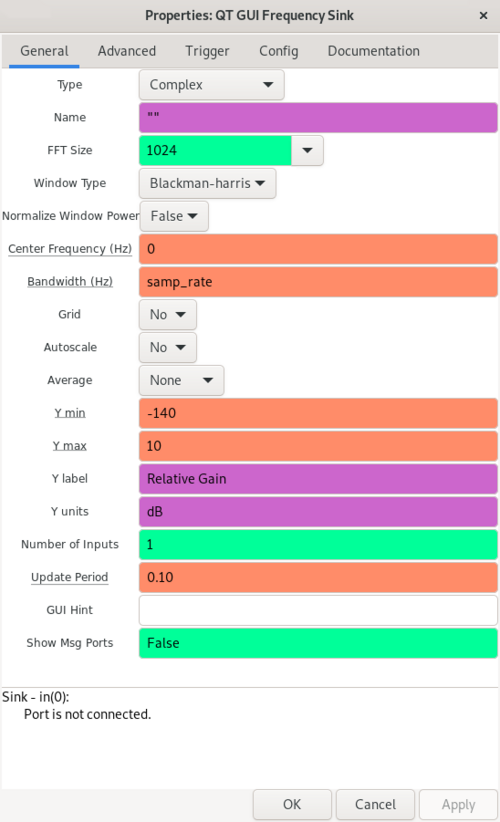 Properties: QT GUI Frequency Sink ×
General Advanced Trigger Config Documentation
Type Complex
Name ""
FFT Size 1024
Window Type Blackman-harris
Normalize Window Power False
Center Frequency (Hz) 0
Bandwidth (Hz) samp_rate
Grid No
Autoscale No
Average None
Y min -140
Y max 10
Y label Relative Gain
Y units dB
Number of Inputs 1
Update Period 0.10
GUI Hint
Show Msg Ports False
Sink - in(0):
Port is not connected.
OK Cancel Apply